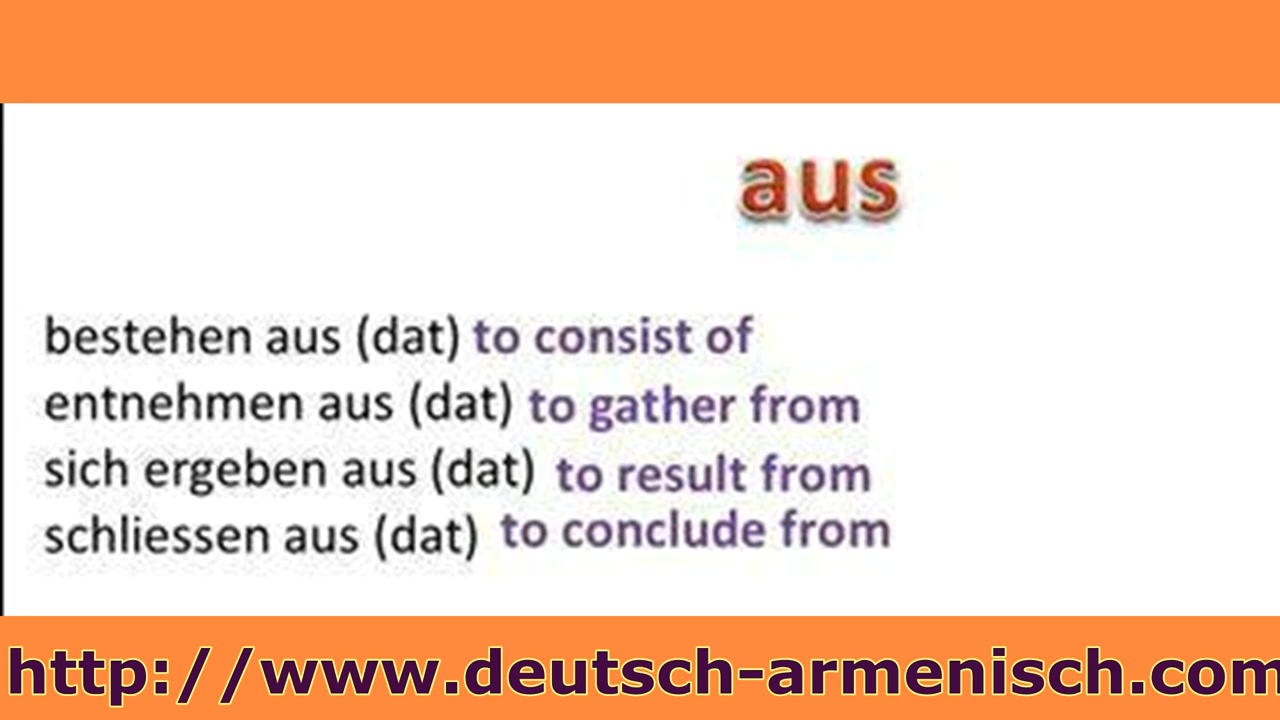 aus
bestehen aus (dat) to consist of
entnehmen aus (dat) to gather from
sich ergeben aus (dat) to result from
schliessen aus (dat) to conclude from
http://www.deutsch-armenisch.com